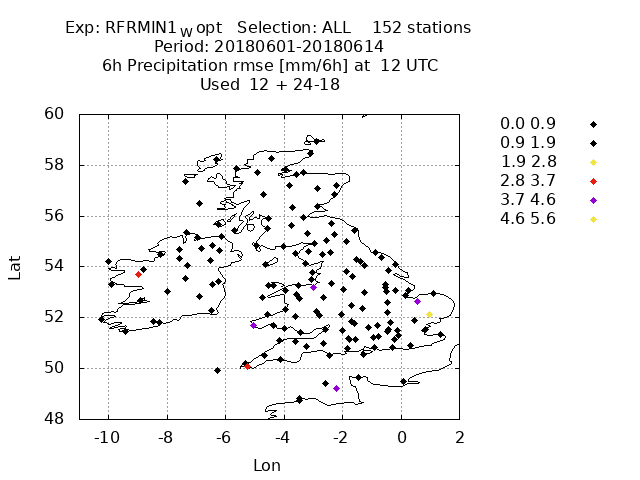 Exp: RFRMIN1wopt Selection: ALL 152 stations
Period: 20180601-20180614
6h Precipitation rmse [mm/6h] at 12 UTC
Used 12 + 24-18
0.0 0.9
0.9 1.9
1.9 2.8
2.8 3.7
3.7 4.6
4.6 5.6
60
58
56
54
52
50
48
Lat
-10 -8 -6 -4 -2 0 2
Lon